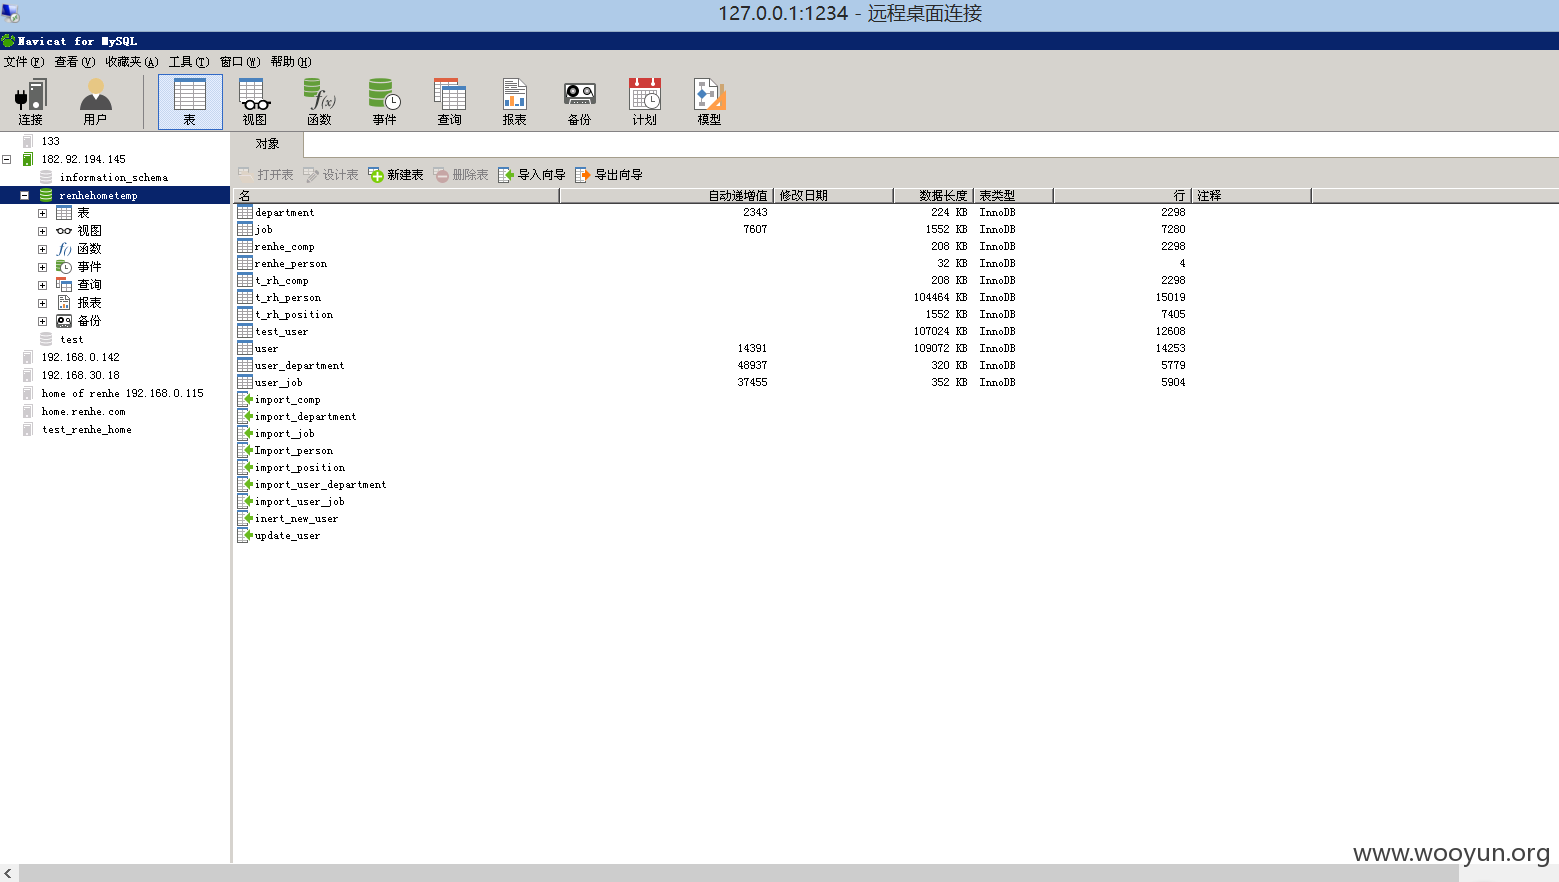 127.0.0.1:1234 - 远程桌面连接
Navicat for MySQL
文件(F) 查看(V) 收藏夹(A) 工具(T) 窗口(W) 帮助(H)
连接 用户 表 视图 函数 事件 查询 报表 备份 计划 模型
133
182.92.194.145
information_schema
renhehometemp
表
视图
函数
事件
查询
报表
备份
test
192.168.0.142
192.168.30.18
home of renhe 192.168.0.115
home.renhe.com
test_renhe_home
对象
打开表 设计表 新建表 删除表 导入向导 导出向导
名 自动递增值 修改日期 数据长度 表类型 行 注释
department 2343 224 KB InnoDB 2298
job 7607 1552 KB InnoDB 7280
renhe_comp 208 KB InnoDB 2298
renhe_person 32 KB InnoDB 4
t_rh_comp 208 KB InnoDB 2298
t_rh_person 104464 KB InnoDB 15019
t_rh_position 1552 KB InnoDB 7405
test_user 107024 KB InnoDB 12608
user 14391 109072 KB InnoDB 14253
user_department 48937 320 KB InnoDB 5779
user_job 37455 352 KB InnoDB 5904
import_comp
import_department
import_job
Import_person
import_position
import_user_department
import_user_job
inert_new_user
update_user
www.wooyun.org